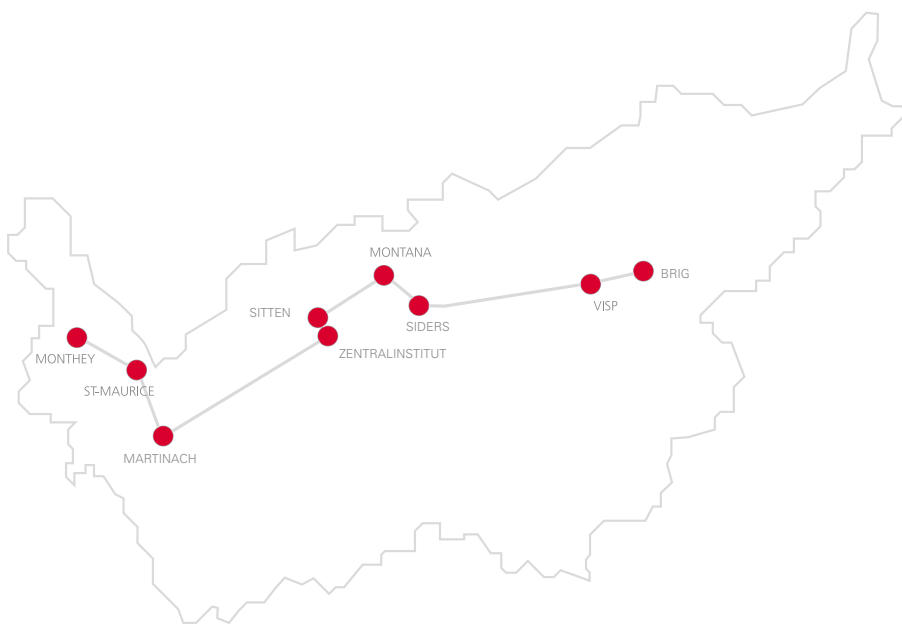 MONTANA
BRIG
VISP
SITTEN
SIDERS
ZENTRALINSTITUT
MONTHEY
ST-MAURICE
MARTINACH